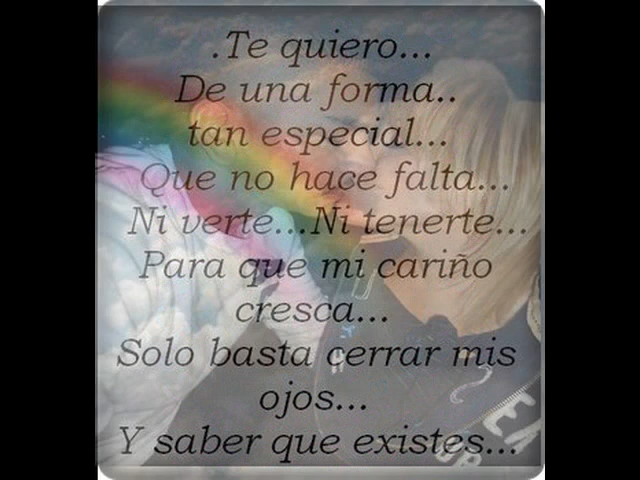 .Te quiero...
De una forma..
tan especial...
Que no hace falta...
Ni verte...Ni tenerte...
Para que mi cariño
cresca...
Solo basta cerrar mis
ojos...
Y saber que existes...